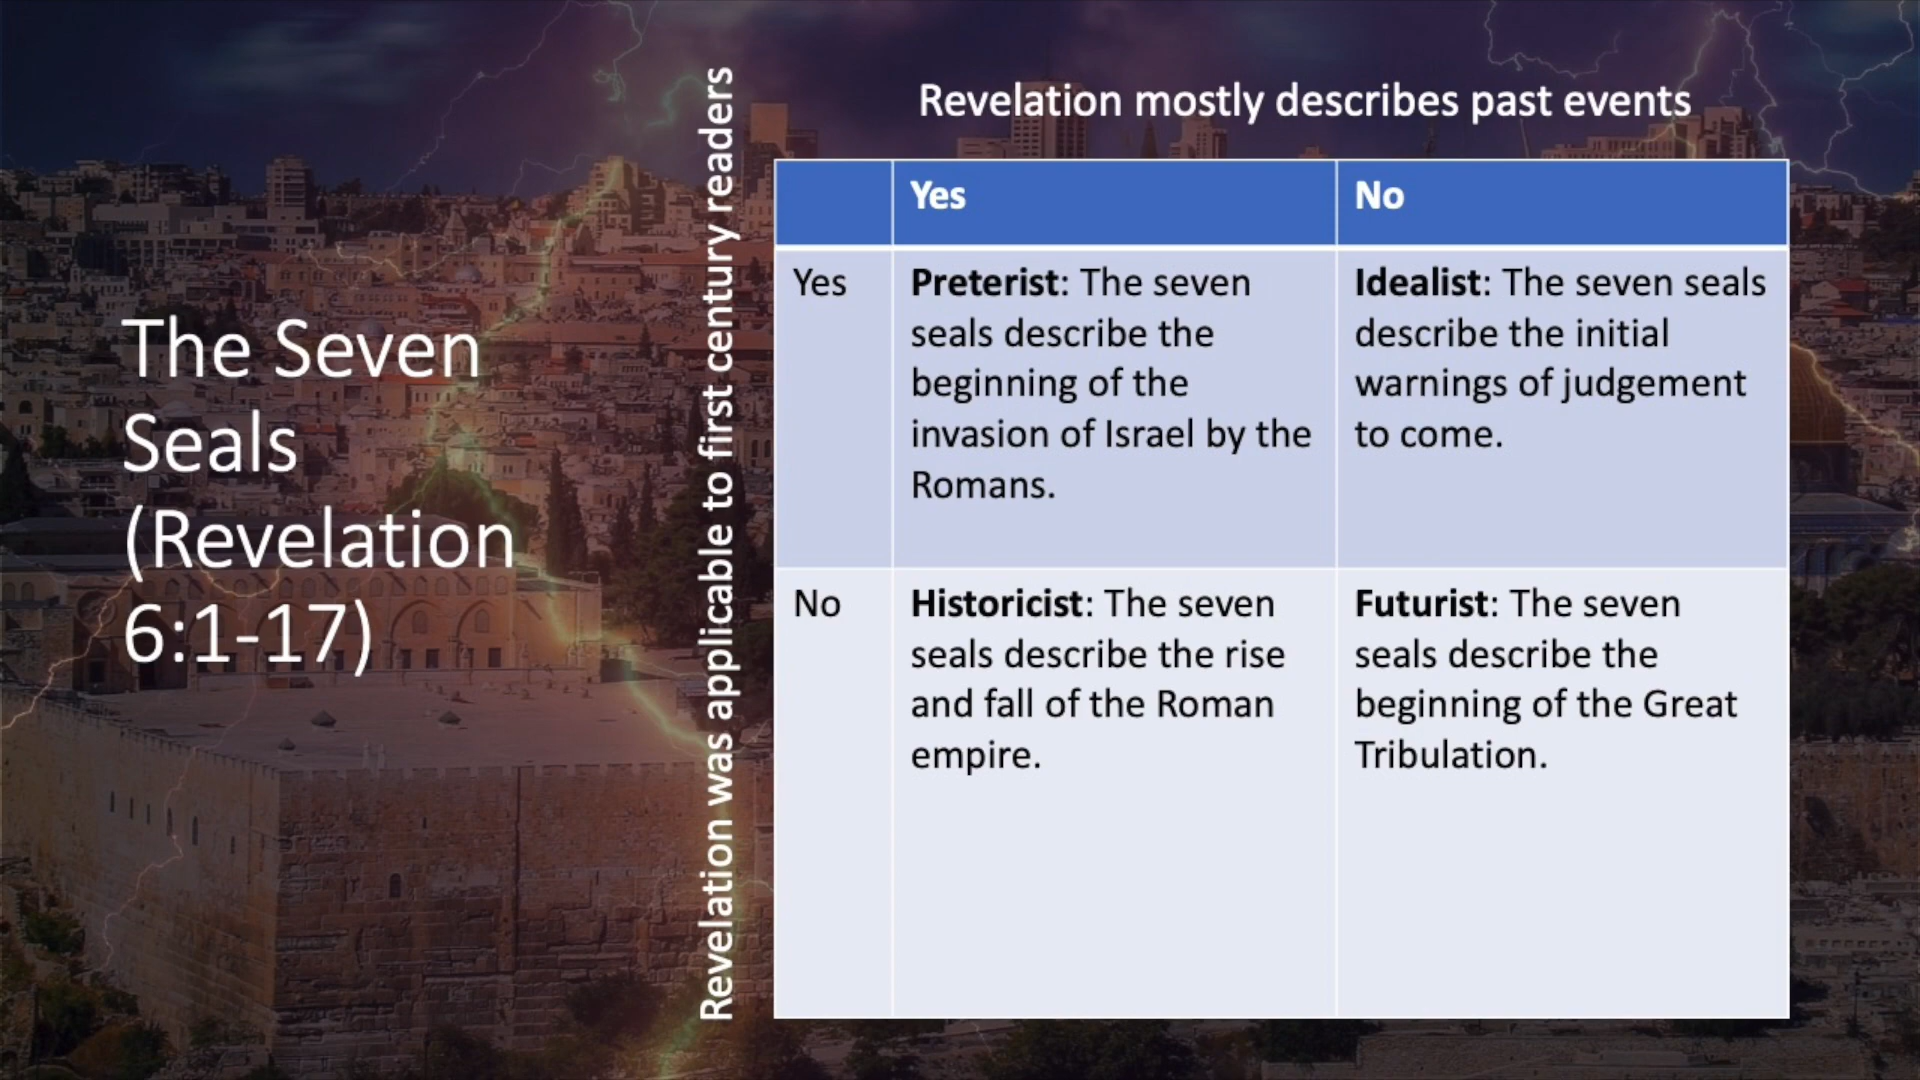 The Seven
Seals
(Revelation
6:1-17)
Revelation was applicable to first century readers
Revelation mostly describes past events
Yes
No
Yes
Preterist: The seven
seals describe the
beginning of the
invasion of Israel by the
Romans.
Idealist: The seven seals
describe the initial
warnings of judgement
to come.
No
Historicist: The seven
seals describe the rise
and fall of the Roman
empire.
Futurist: The seven
seals describe the
beginning of the Great
Tribulation.